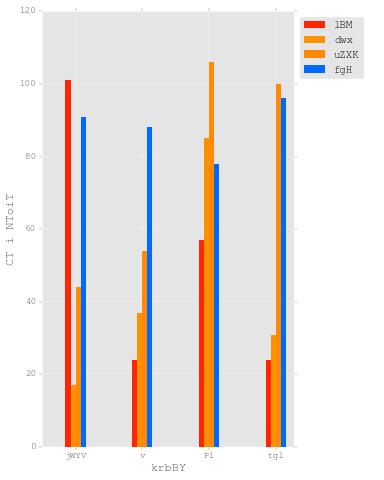 120
100
80
60
40
20
0
CT i NToiT
jWYV
v
Pl
tgl
krbBY
lBM
dwx
uZXK
fgH